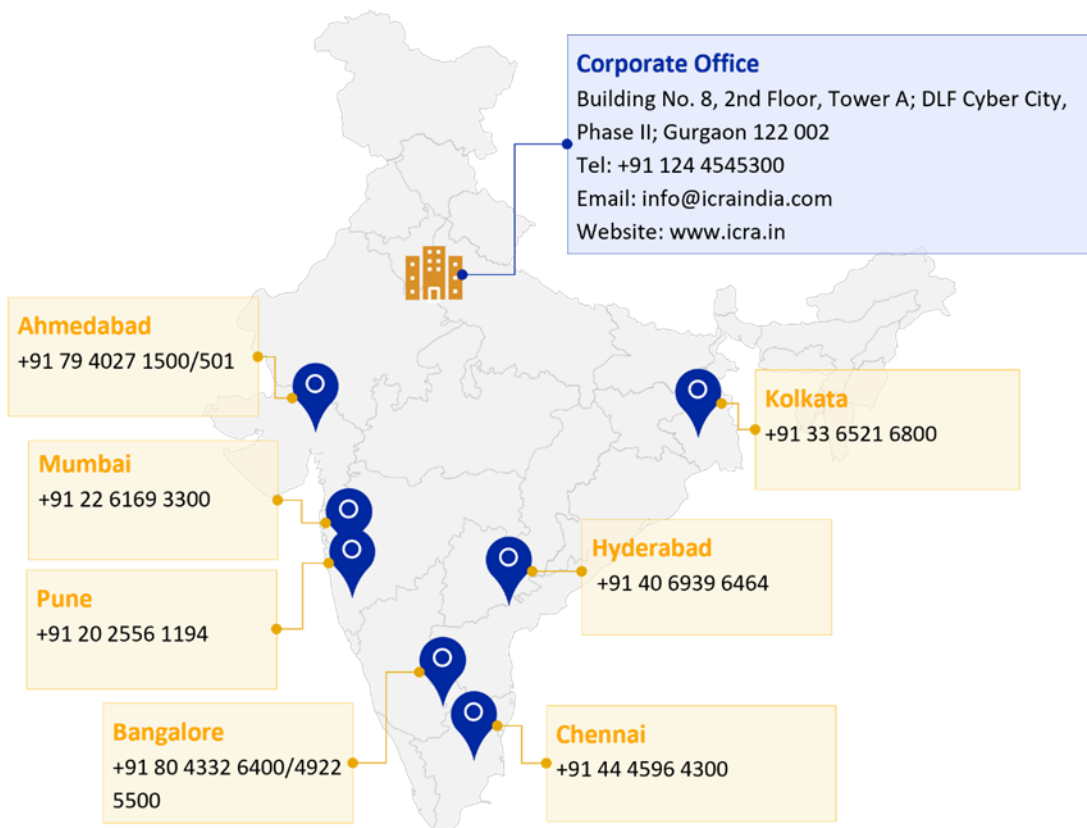 Corporate Office
Building No. 8, 2nd Floor, Tower A; DLF Cyber City,
Phase II; Gurgaon 122 002
Tel: +91 124 4545300
Email: info@icraindia.com
Website: www.icra.in
Ahmedabad
+91 79 4027 1500/501
Kolkata
+91 33 6521 6800
Mumbai
+91 22 6169 3300
Hyderabad
+91 40 6939 6464
Pune
+91 20 2556 1194
Bangalore
+91 80 4332 6400/4922
5500
Chennai
+91 44 4596 4300